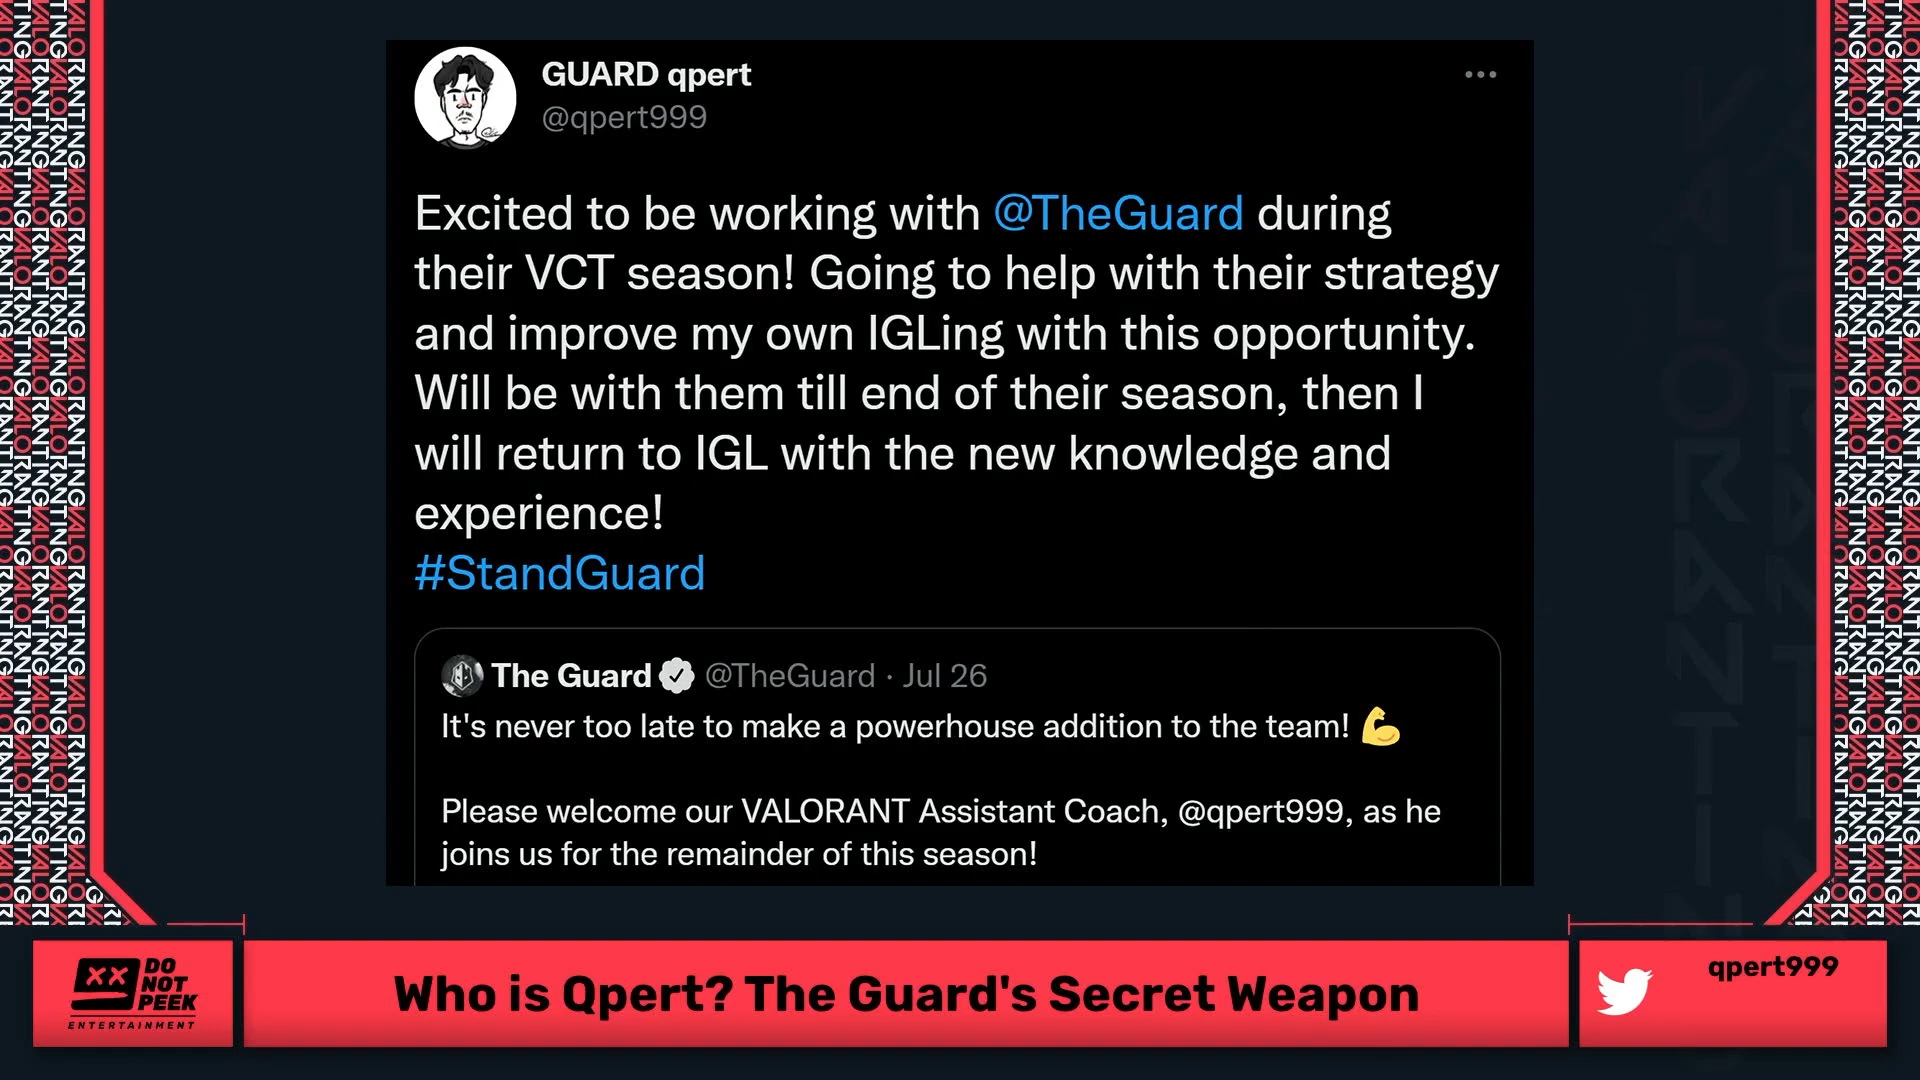 GUARD qpert
@qpert999
Excited to be working with @TheGuard during
their VCT season! Going to help with their strategy
and improve my own IGLing with this opportunity.
Will be with them till end of their season, then I
will return to IGL with the new knowledge and
experience!
#StandGuard
The Guard @TheGuard · Jul 26
It's never too late to make a powerhouse addition to the team! 💪
Please welcome our VALORANT Assistant Coach, @qpert999, as he
joins us for the remainder of this season!
DO
NOT
PEEK
ENTERTAINMENT
Who is Qpert? The Guard's Secret Weapon
qpert999
VALORANTING
VALORANTING